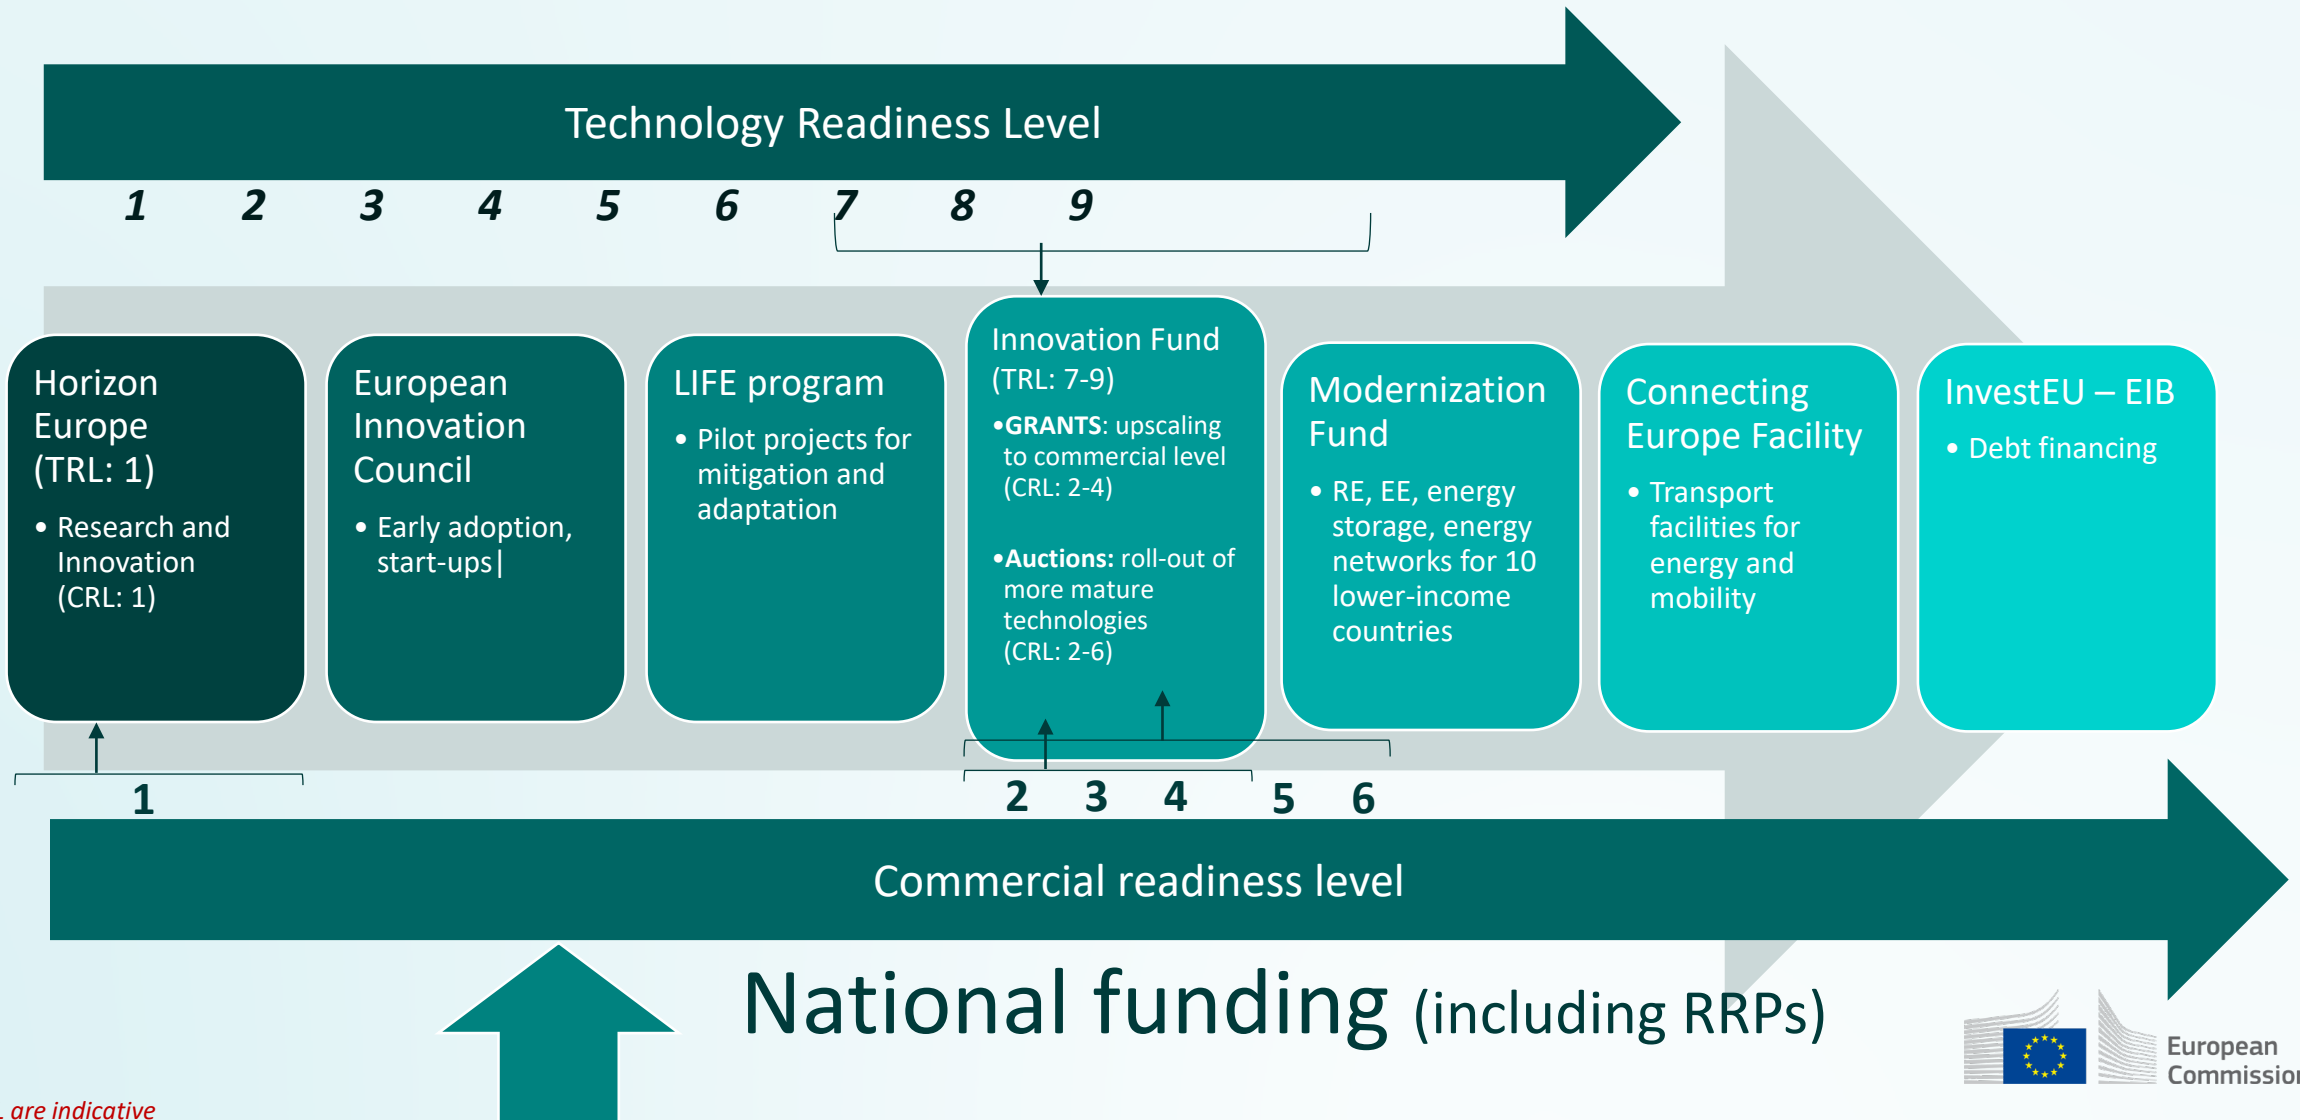 Technology Readiness Level
1 2 3 4 5 6 7 8 9
Horizon
Europe
(TRL: 1)
• Research and
Innovation
(CRL: 1)
European
Innovation
Council
• Early adoption,
start-ups|
LIFE program
• Pilot projects for
mitigation and
adaptation
Innovation Fund
(TRL: 7-9)
•GRANTS: upscaling
to commercial level
(CRL: 2-4)
•Auctions: roll-out of
more mature
technologies
(CRL: 2-6)
Modernization
Fund
• RE, EE, energy
storage, energy
networks for 10
lower-income
countries
Connecting
Europe Facility
• Transport
facilities for
energy and
mobility
InvestEU – EIB
• Debt financing
1 2 3 4 5 6
Commercial readiness level
National funding (including RRPs)
European
Commission
are indicative